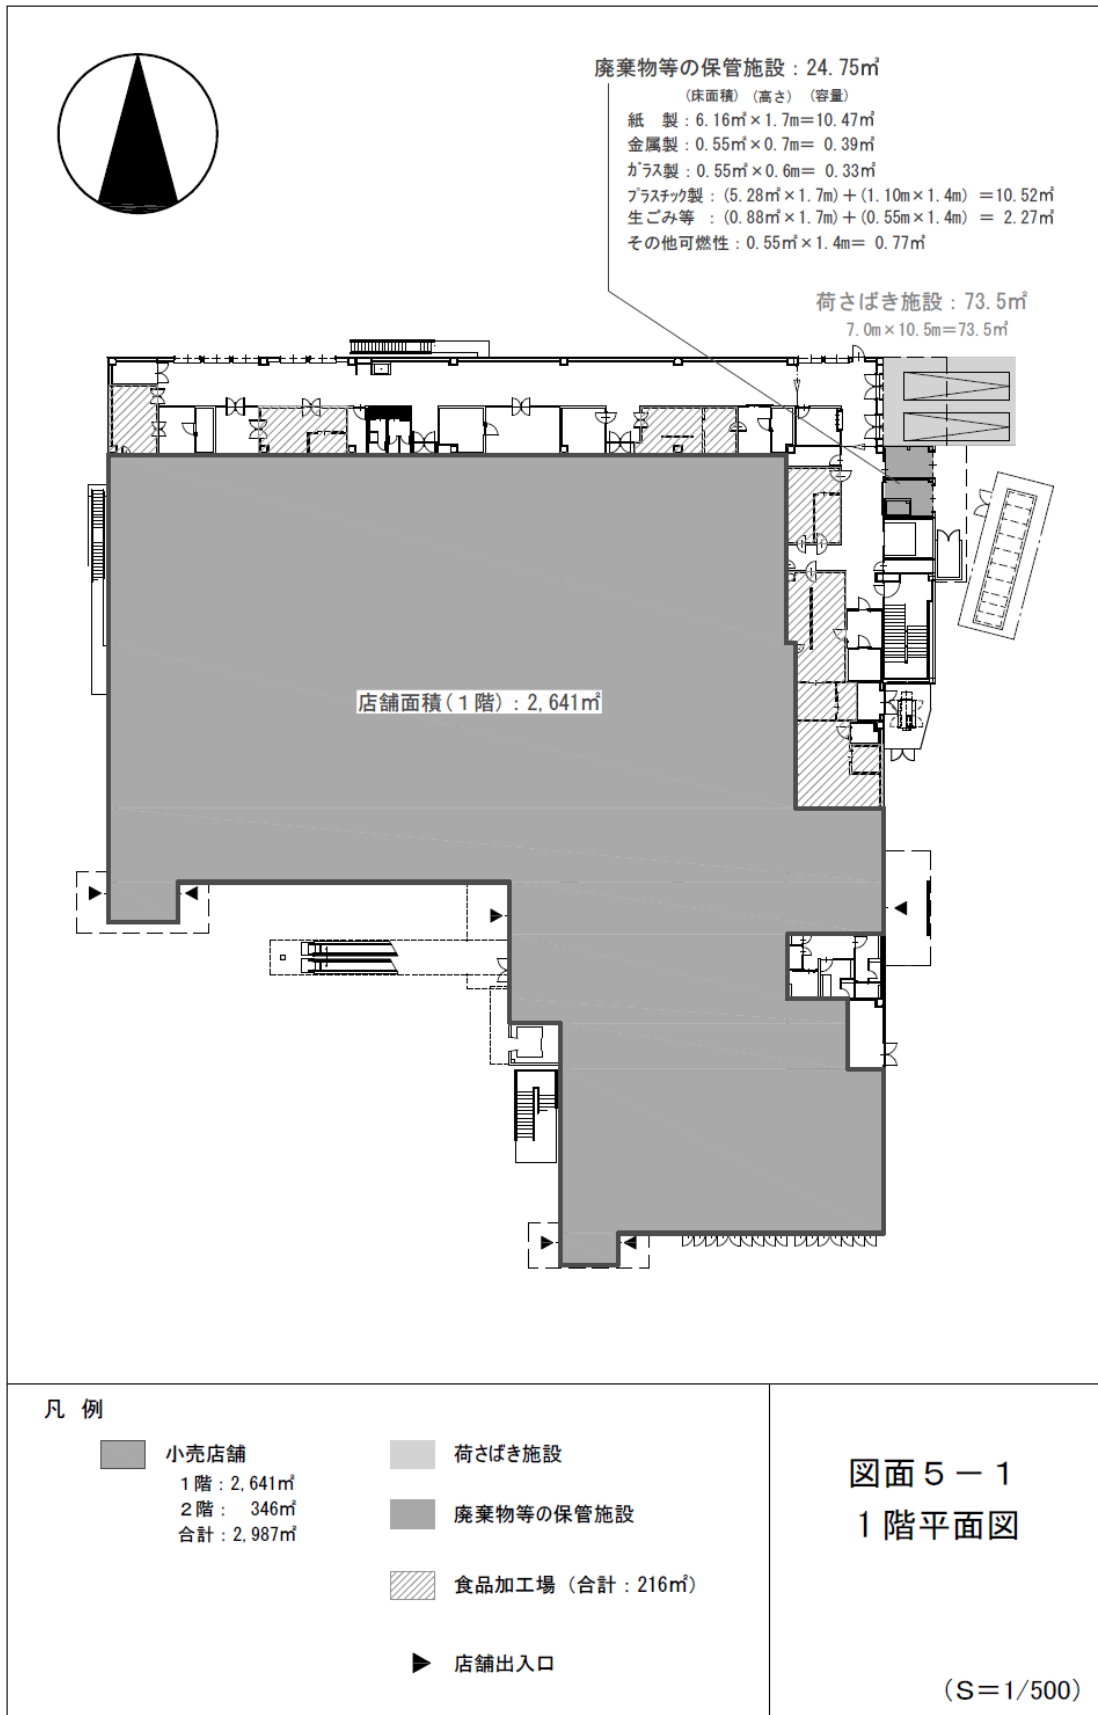 廃棄物等の保管施設：24.75㎥
（床面積）（高さ）（容量）
紙　製：6.16㎡×1.7m＝10.47㎥
金属製：0.55㎡×0.7m＝ 0.39㎥
ガラス製：0.55㎡×0.6m＝ 0.33㎥
プラスチック製：(5.28㎡×1.7m)＋(1.10m×1.4m) ＝10.52㎥
生ごみ等 ：(0.88㎡×1.7m)＋(0.55m×1.4m) ＝ 2.27㎥
その他可燃性：0.55㎡×1.4m＝ 0.77㎥
荷さばき施設：73.5㎡
7.0m×10.5m＝73.5㎡
店舗面積(１階)：2,641㎡
凡 例
小売店舗
１階：2,641㎡
２階： 346㎡
合計：2,987㎡
荷さばき施設
廃棄物等の保管施設
食品加工場（合計：216㎡）
店舗出入口
図面５－１
１階平面図
（S＝1/500）